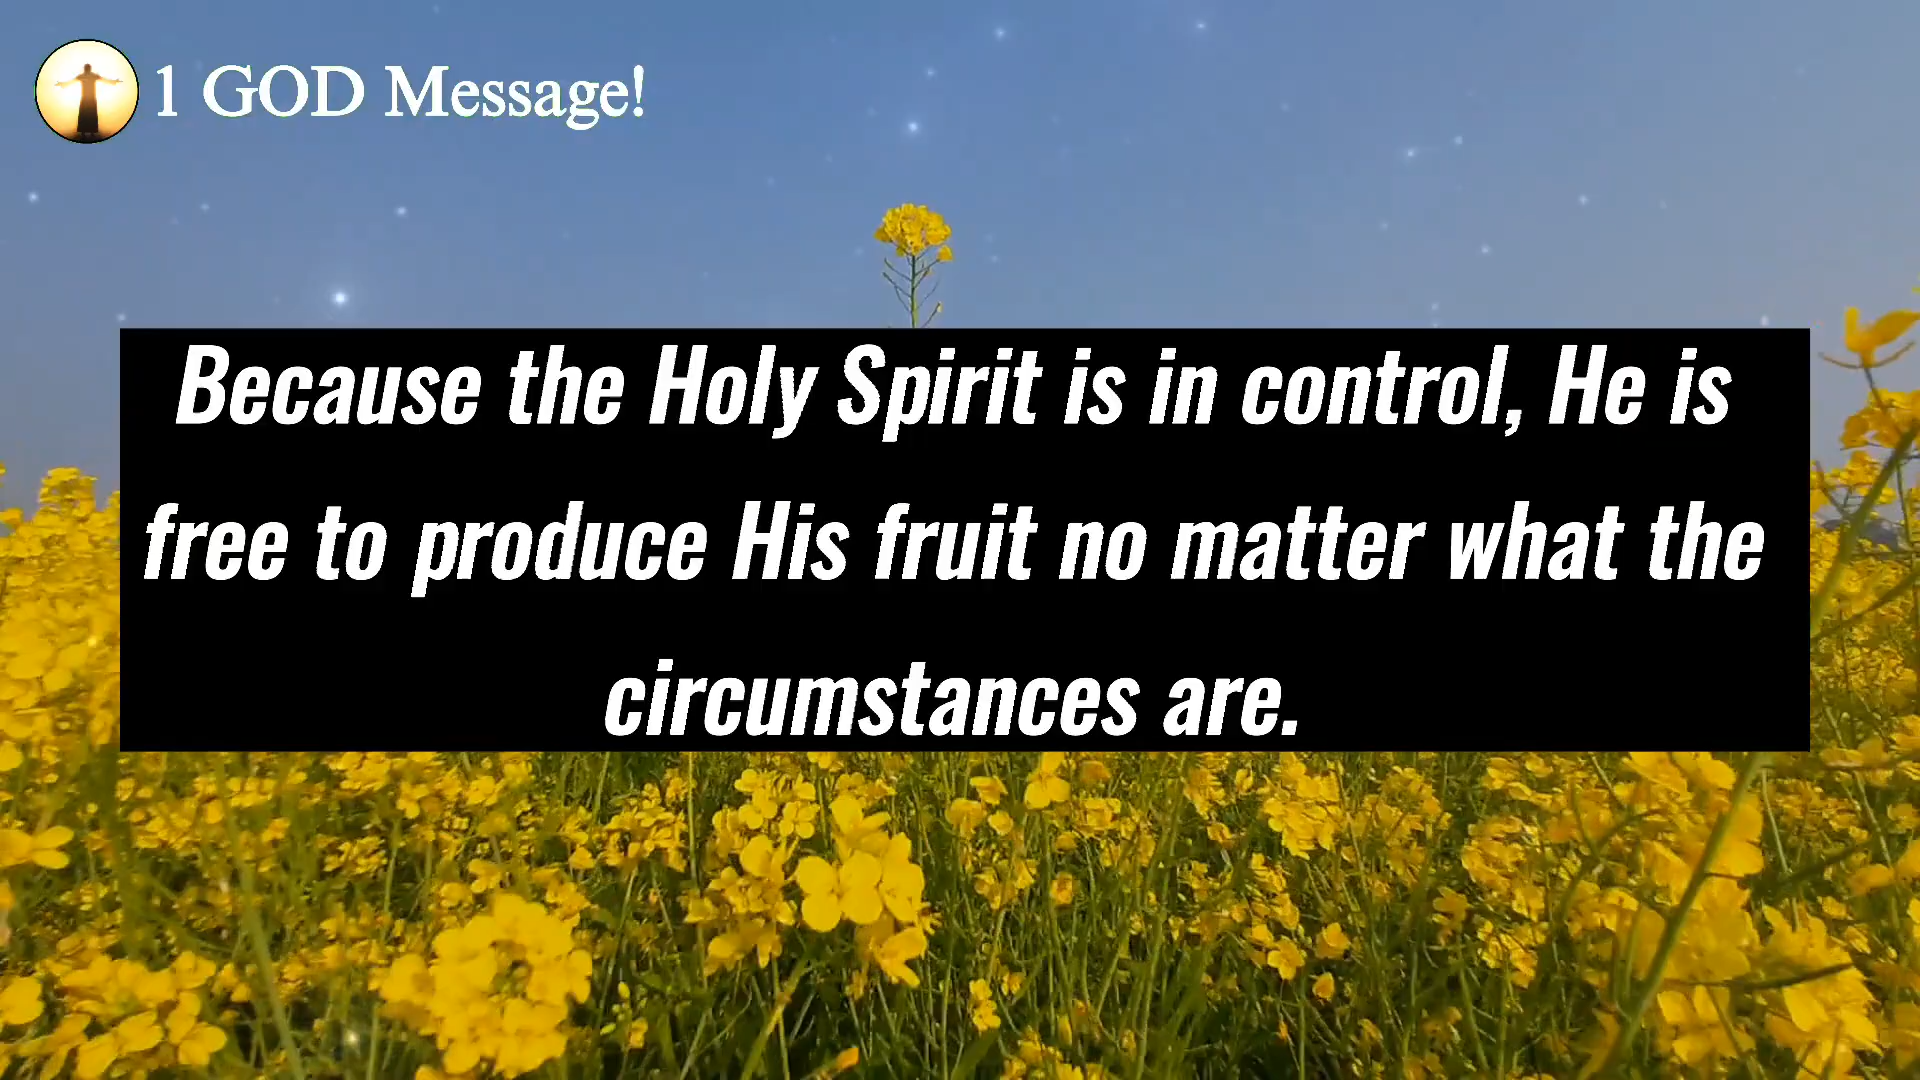 1 GOD Message!
Because the Holy Spirit is in control, He is
free to produce His fruit no matter what the
circumstances are.